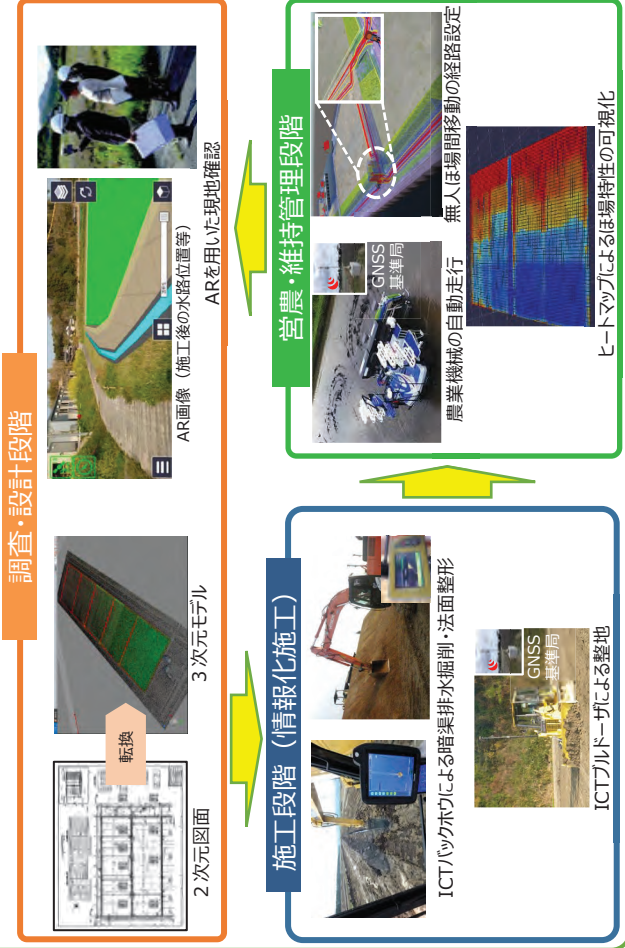 調査・設計段階
2次元図面
転換
3次元モデル
AR画像（施工後の水路位置等）
ARを用いた現地確認
施工段階（情報化施工）
ICTバックホウによる暗渠排水掘削・法面整形
GNSS
基準局
ICTブルドーザによる整地
営農・維持管理段階
GNSS
基準局
農業機械の自動走行
無人ほ場間移動の経路設定
ヒートマップによるほ場特性の可視化